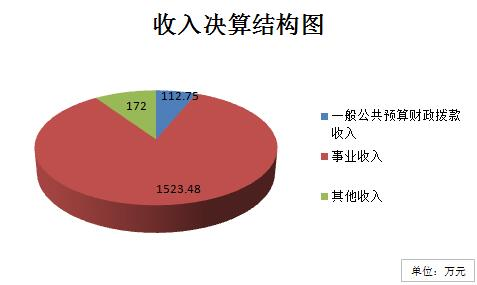 收入决算结构图
112.75
172
1523.48
一般公共预算财政拨款
收入
事业收入
其他收入
单位：万元